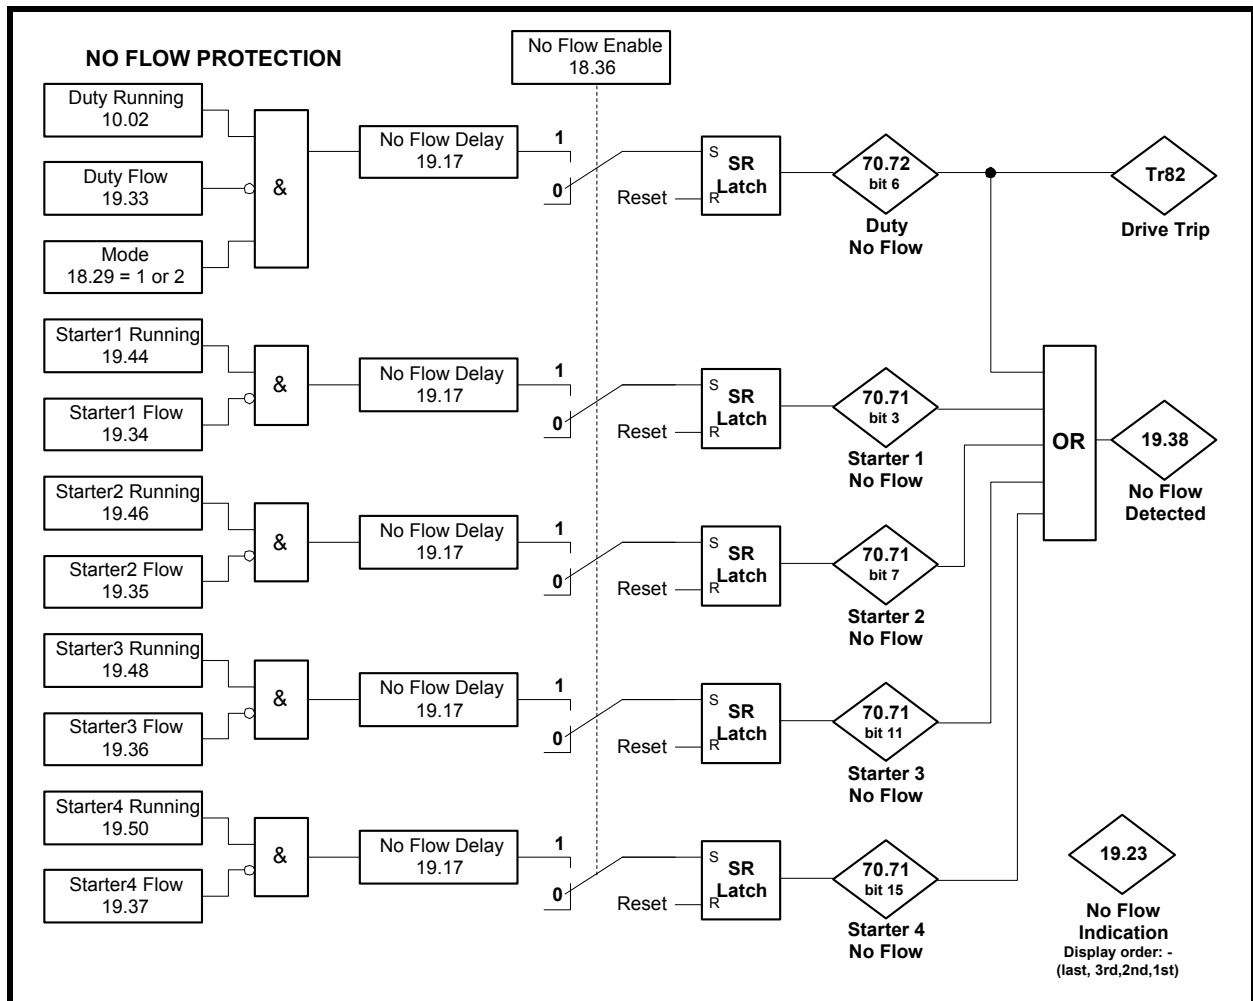 NO FLOW PROTECTION
No Flow Enable
18.36
Duty Running
10.02
Duty Flow
19.33
Mode
18.29 = 1 or 2
&
No Flow Delay
19.17
1
0
S
SR
Latch
Reset
R
70.72
bit 6
Duty
No Flow
Tr82
Drive Trip
Starter1 Running
19.44
Starter1 Flow
19.34
&
No Flow Delay
19.17
1
0
S
SR
Latch
Reset
R
70.71
bit 3
Starter 1
No Flow
OR
19.38
No Flow
Detected
Starter2 Running
19.46
Starter2 Flow
19.35
&
No Flow Delay
19.17
1
0
S
SR
Latch
Reset
R
70.71
bit 7
Starter 2
No Flow
Starter3 Running
19.48
Starter3 Flow
19.36
&
No Flow Delay
19.17
1
0
S
SR
Latch
Reset
R
70.71
bit 11
Starter 3
No Flow
Starter4 Running
19.50
Starter4 Flow
19.37
&
No Flow Delay
19.17
1
0
S
SR
Latch
Reset
R
70.71
bit 15
Starter 4
No Flow
19.23
No Flow
Indication
Display order: -
(last, 3rd,2nd,1st)